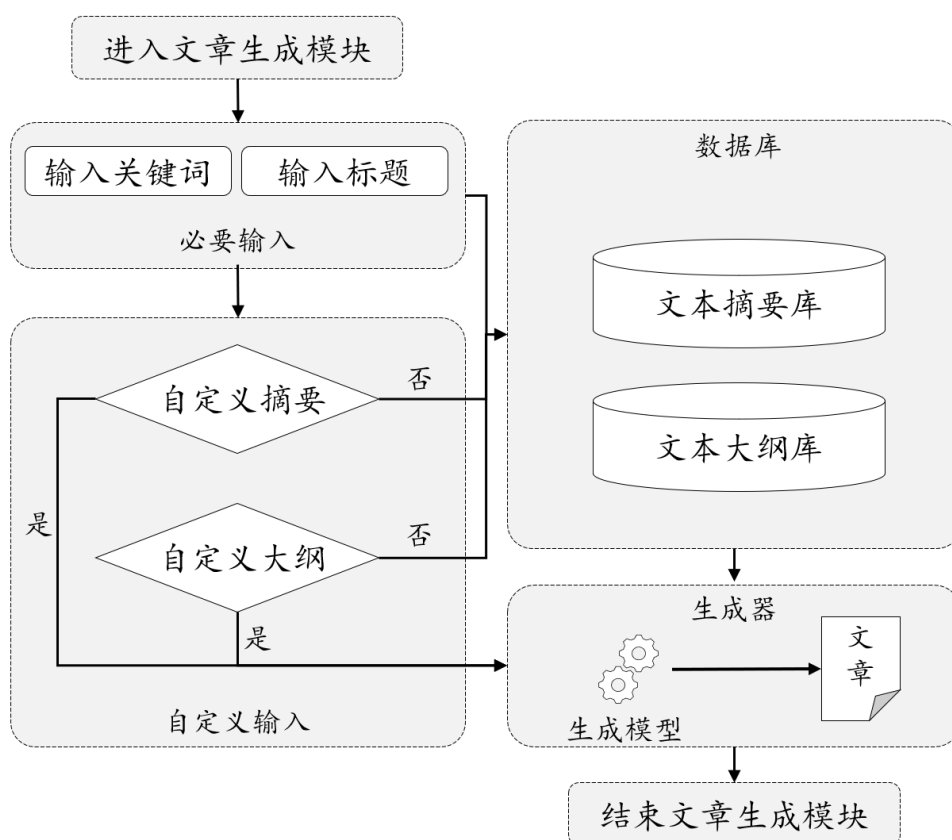 进入文章生成模块
输入关键词
输入标题
必要输入
自定义摘要
否
是
自定义大纲
否
是
自定义输入
数据库
文本摘要库
文本大纲库
生成器
文
章
生成模型
结束文章生成模块